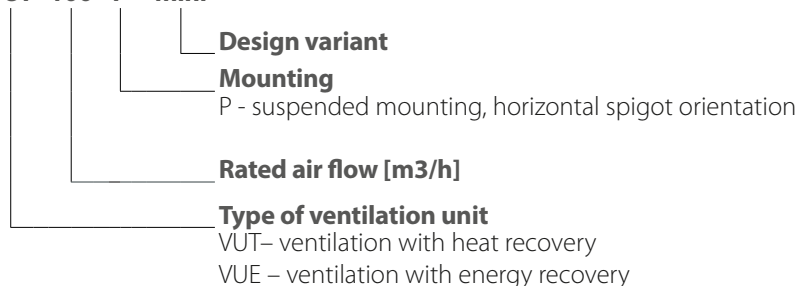 Design variant
Mounting
P - suspended mounting, horizontal spigot orientation
Rated air flow [m3/h]
Type of ventilation unit
VUT– ventilation with heat recovery
VUE – ventilation with energy recovery